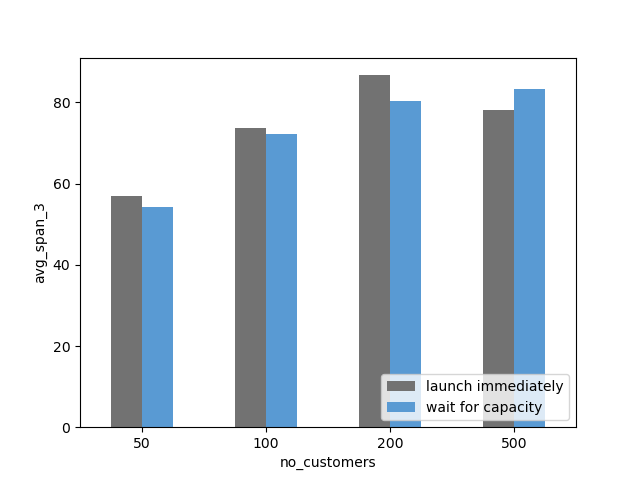 80
60
40
20
0
avg_span_3
50 100 200 500
no_customers
launch immediately
wait for capacity